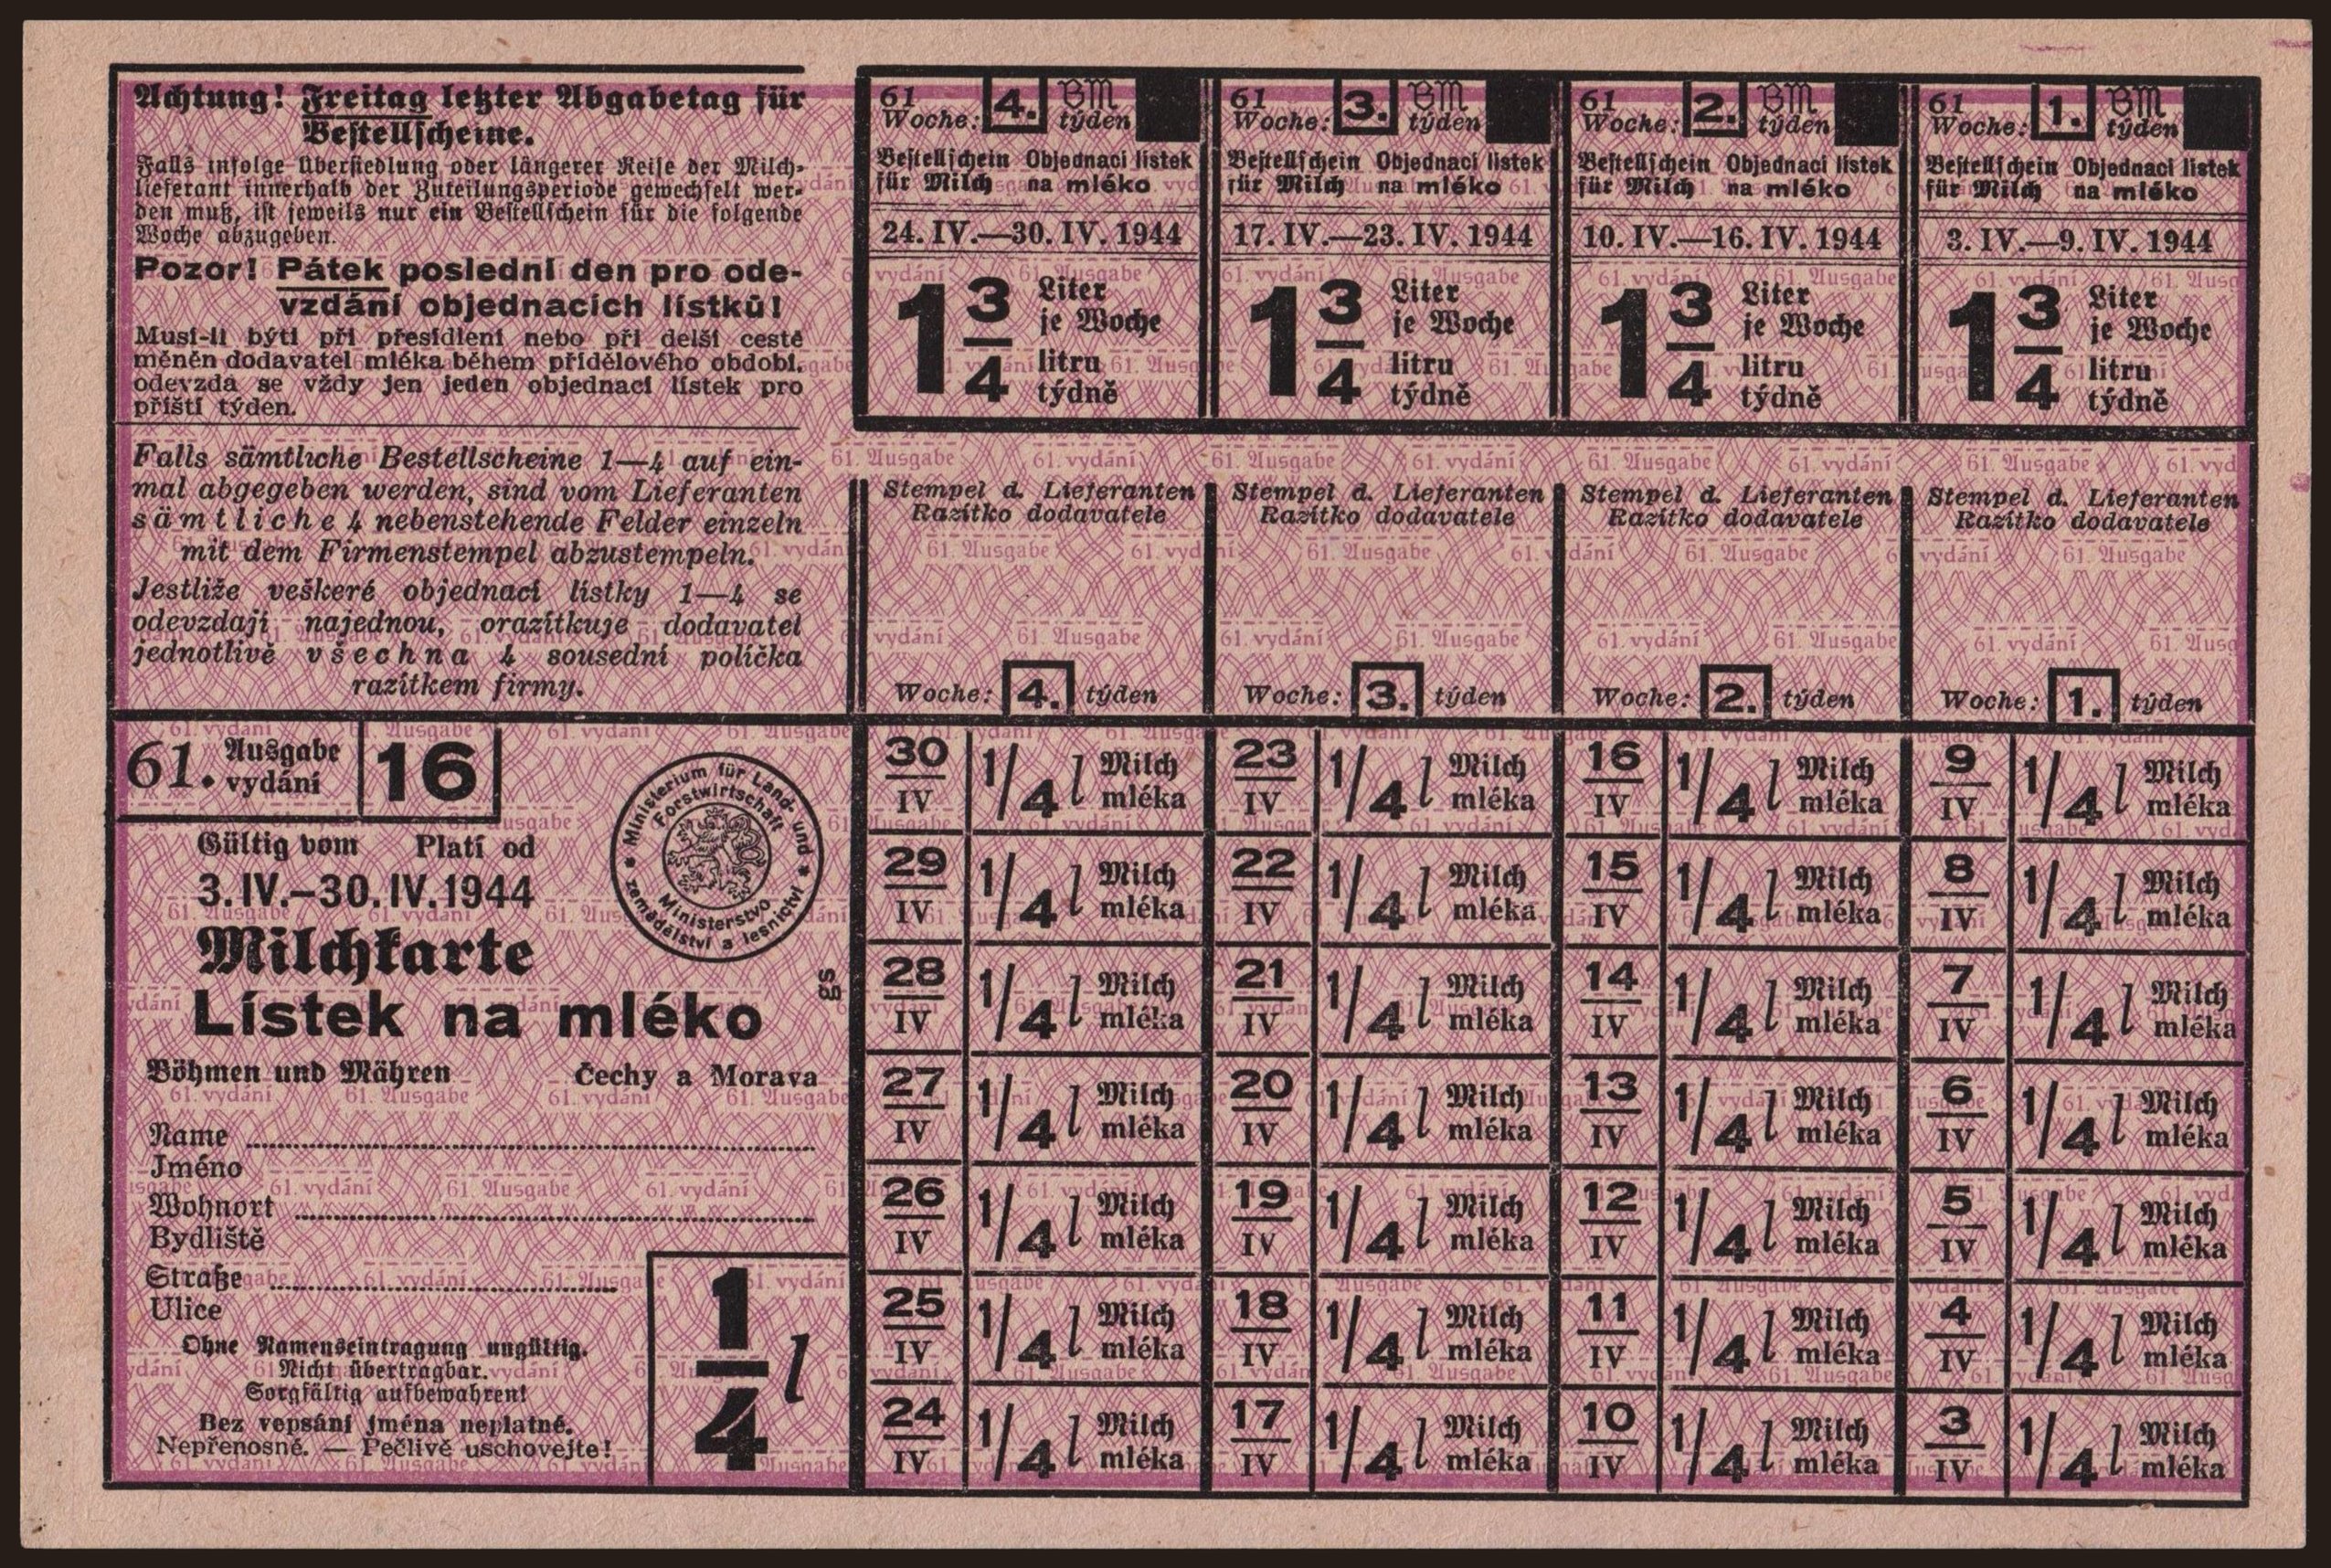 Achtung! Freitag letzter Abgabetag für
Bestellscheine.
Falls infolge Übersiedlung oder längerer Reise der Milch-
lieferant innerhalb der Zuteilungsperiode gewechselt wer-
den muß, ist jeweils nur ein Bestellschein für die folgende
Woche abzugeben.
Pozor! Pátek poslední den pro ode-
vzdání objednacích lístků!
Musí-li býti při přesídlení nebo při delší cestě
měněn dodavatel mléka během přídělového období,
odevzdá se vždy jen jeden objednací lístek pro
příští týden.
Falls sämtliche Bestellscheine 1—4 auf ein-
mal abgegeben werden, sind vom Lieferanten
sämtliche 4 nebenstehende Felder einzeln
mit dem Firmenstempel abzustempeln.
Jestliže veškeré objednací lístky 1—4 se
odevzdají najednou, orazítkuje dodavatel
jednotlivě všechna 4 sousední políčka
razítkem firmy.
61 BM
Woche: 4. týden
Bestellschein Objednací lístek
für Milch na mléko
24. IV.—30. IV. 1944
1 3/4 Liter
je Woche
litru
týdně
61 BM
Woche: 3. týden
Bestellschein Objednací lístek
für Milch na mléko
17. IV.—23. IV. 1944
1 3/4 Liter
je Woche
litru
týdně
61 BM
Woche: 2. týden
Bestellschein Objednací lístek
für Milch na mléko
10. IV.—16. IV. 1944
1 3/4 Liter
je Woche
litru
týdně
61 BM
Woche: 1. týden
Bestellschein Objednací lístek
für Milch na mléko
3. IV.—9. IV. 1944
1 3/4 Liter
je Woche
litru
týdně
Stempel d. Lieferanten
Razítko dodavatele
Woche: 4. týden
Stempel d. Lieferanten
Razítko dodavatele
Woche: 3. týden
Stempel d. Lieferanten
Razítko dodavatele
Woche: 2. týden
Stempel d. Lieferanten
Razítko dodavatele
Woche: 1. týden
61. Ausgabe
vydání
16
Gültig vom Platí od
3.IV.–30.IV.1944
Milchkarte
Lístek na mléko
Ministerium für Land- und
Forstwirtschaft
Ministerstvo
zemědělství a lesnictví
SS
Böhmen und Mähren Čechy a Morava
Name
Jméno
Wohnort
Bydliště
Straße
Ulice
Ohne Namenseintragung ungültig.
Nicht übertragbar.
Sorgfältig aufbewahren!
Bez vepsání jména neplatné.
Nepřenosné. — Pečlivě uschovejte!
1/4 l
30 IV 1/4 l Milch mléka 23 IV 1/4 l Milch mléka 16 IV 1/4 l Milch mléka 9 IV 1/4 l Milch mléka
29 IV 1/4 l Milch mléka 22 IV 1/4 l Milch mléka 15 IV 1/4 l Milch mléka 8 IV 1/4 l Milch mléka
28 IV 1/4 l Milch mléka 21 IV 1/4 l Milch mléka 14 IV 1/4 l Milch mléka 7 IV 1/4 l Milch mléka
27 IV 1/4 l Milch mléka 20 IV 1/4 l Milch mléka 13 IV 1/4 l Milch mléka 6 IV 1/4 l Milch mléka
26 IV 1/4 l Milch mléka 19 IV 1/4 l Milch mléka 12 IV 1/4 l Milch mléka 5 IV 1/4 l Milch mléka
25 IV 1/4 l Milch mléka 18 IV 1/4 l Milch mléka 11 IV 1/4 l Milch mléka 4 IV 1/4 l Milch mléka
24 IV 1/4 l Milch mléka 17 IV 1/4 l Milch mléka 10 IV 1/4 l Milch mléka 3 IV 1/4 l Milch mléka